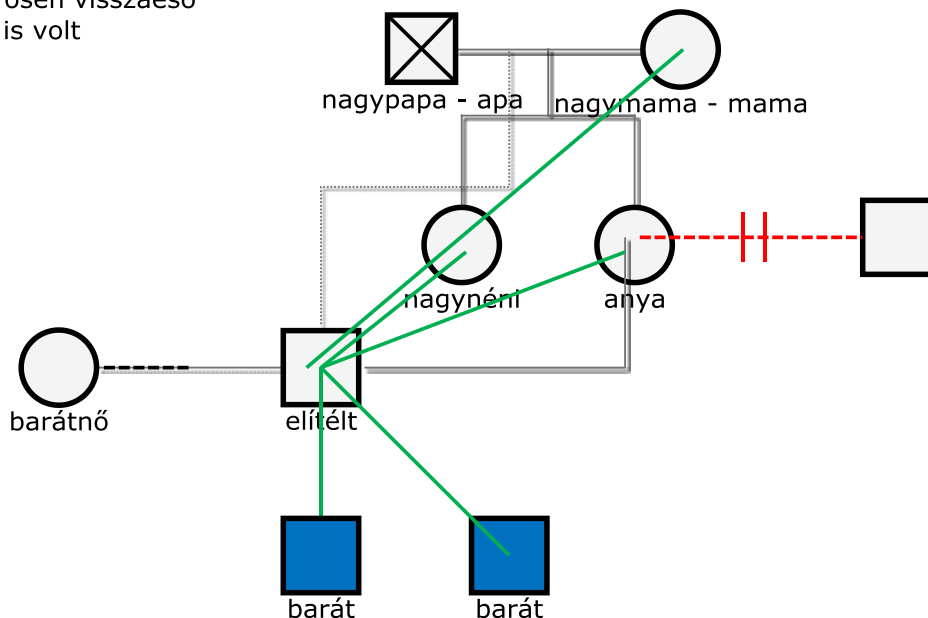 is volt
nagypapa - apa
nagymama - mama
nagynéni
anya
barátnő
elítélt
barát
barát